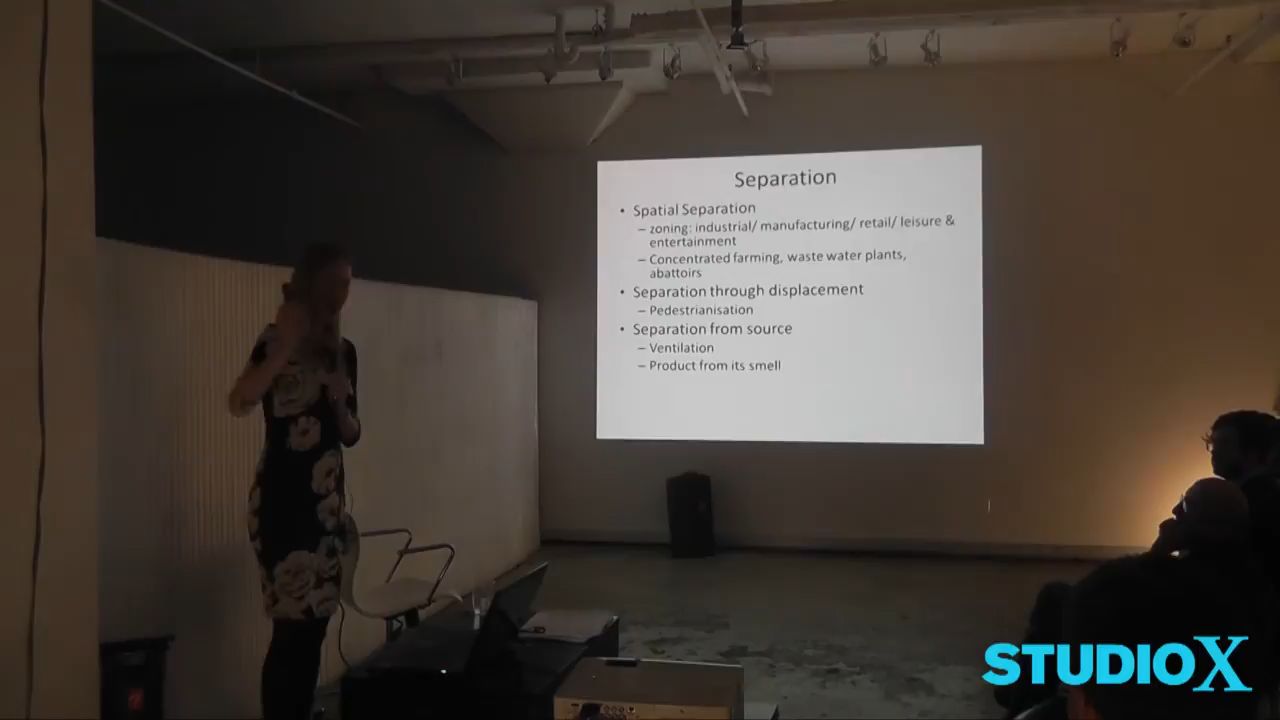 Separation
• Spatial Separation
– zoning: industrial/ manufacturing/ retail/ leisure &
entertainment
– Concentrated farming, waste water plants,
abattoirs
• Separation through displacement
– Pedestrianisation
• Separation from source
– Ventilation
– Product from its smell
STUDIOX